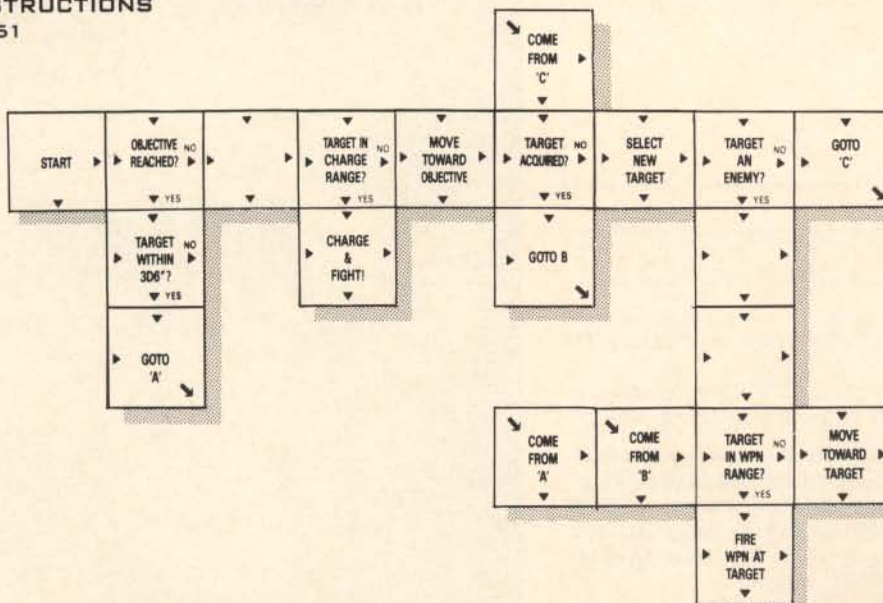 STRUCTIONS
51
COME
FROM
'C'
START
OBJECTIVE NO
REACHED?
YES
TARGET IN NO
CHARGE
RANGE?
YES
MOVE
TOWARD
OBJECTIVE
TARGET NO
ACQUIRED?
YES
SELECT
NEW
TARGET
TARGET NO
AN
ENEMY?
YES
GOTO
'C'
TARGET NO
WITHIN
3D6"?
YES
CHARGE
&
FIGHT!
GOTO B
GOTO
'A'
COME
FROM
'A'
COME
FROM
'B'
TARGET NO
IN WPN
RANGE?
YES
MOVE
TOWARD
TARGET
FIRE
WPN AT
TARGET